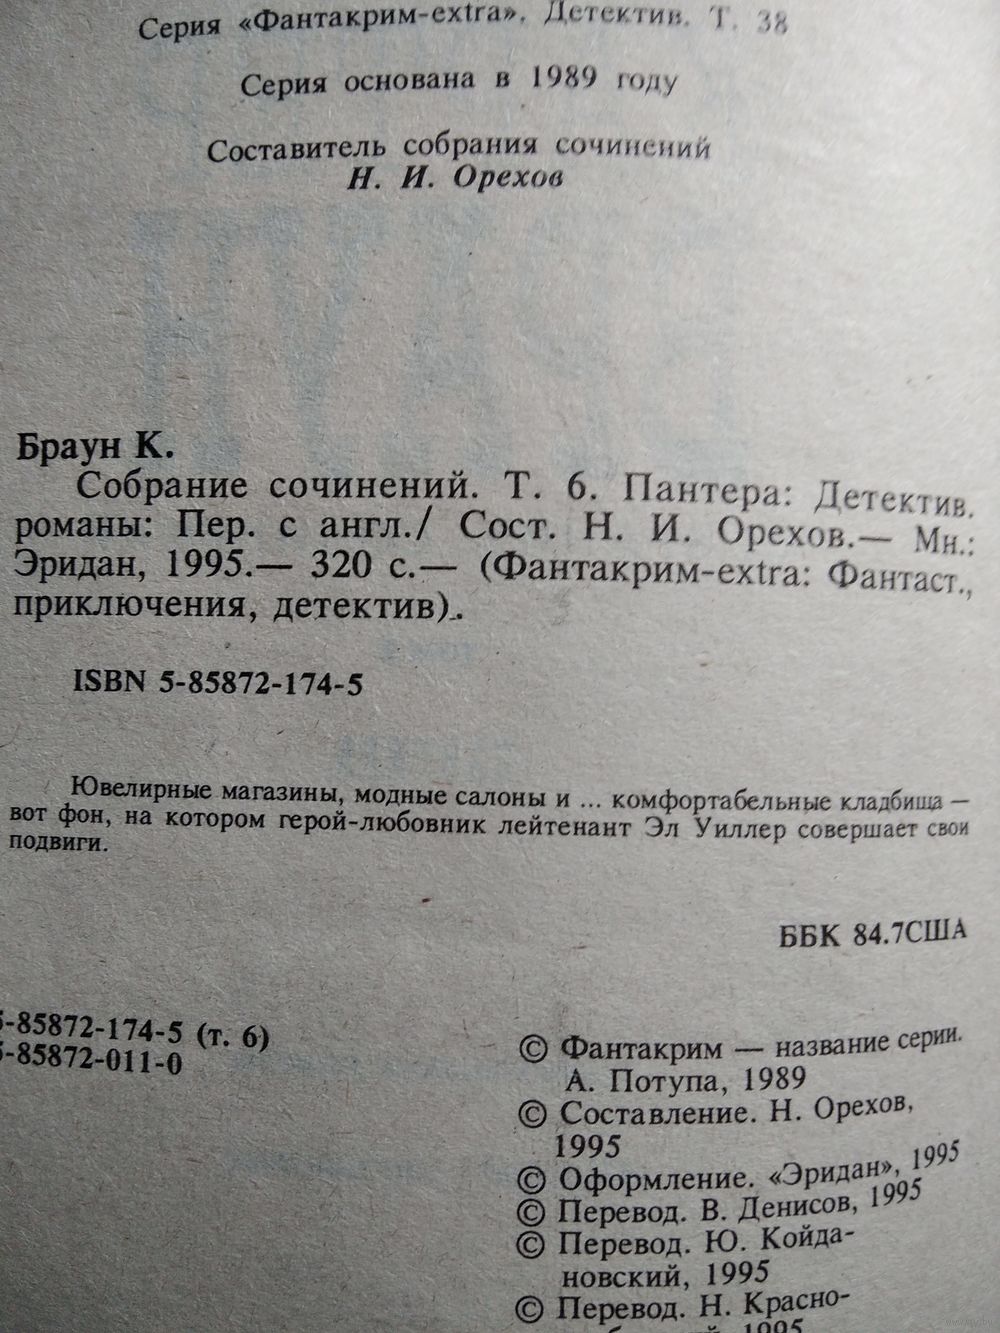 Серия «Фантакрим-extra». Детектив. Т. 38
Серия основана в 1989 году
Составитель собрания сочинений
Н. И. Орехов
Браун К.
Собрание сочинений. Т. 6. Пантера: Детектив.
романы: Пер. с англ./ Сост. Н. И. Орехов.— Мн.:
Эридан, 1995.— 320 с.— (Фантакрим-extra: Фантаст.,
приключения, детектив).
ISBN 5-85872-174-5
Ювелирные магазины, модные салоны и ... комфортабельные кладбища —
вот фон, на котором герой-любовник лейтенант Эл Уиллер совершает свои
подвиги.
ББК 84.7США
5-85872-174-5 (т. 6)
5-85872-011-0
© Фантакрим — название серии.
А. Потупа, 1989
© Составление. Н. Орехов,
1995
© Оформление. «Эридан», 1995
© Перевод. В. Денисов, 1995
© Перевод. Ю. Койда-
новский, 1995
© Перевод. Н. Красно-
1995